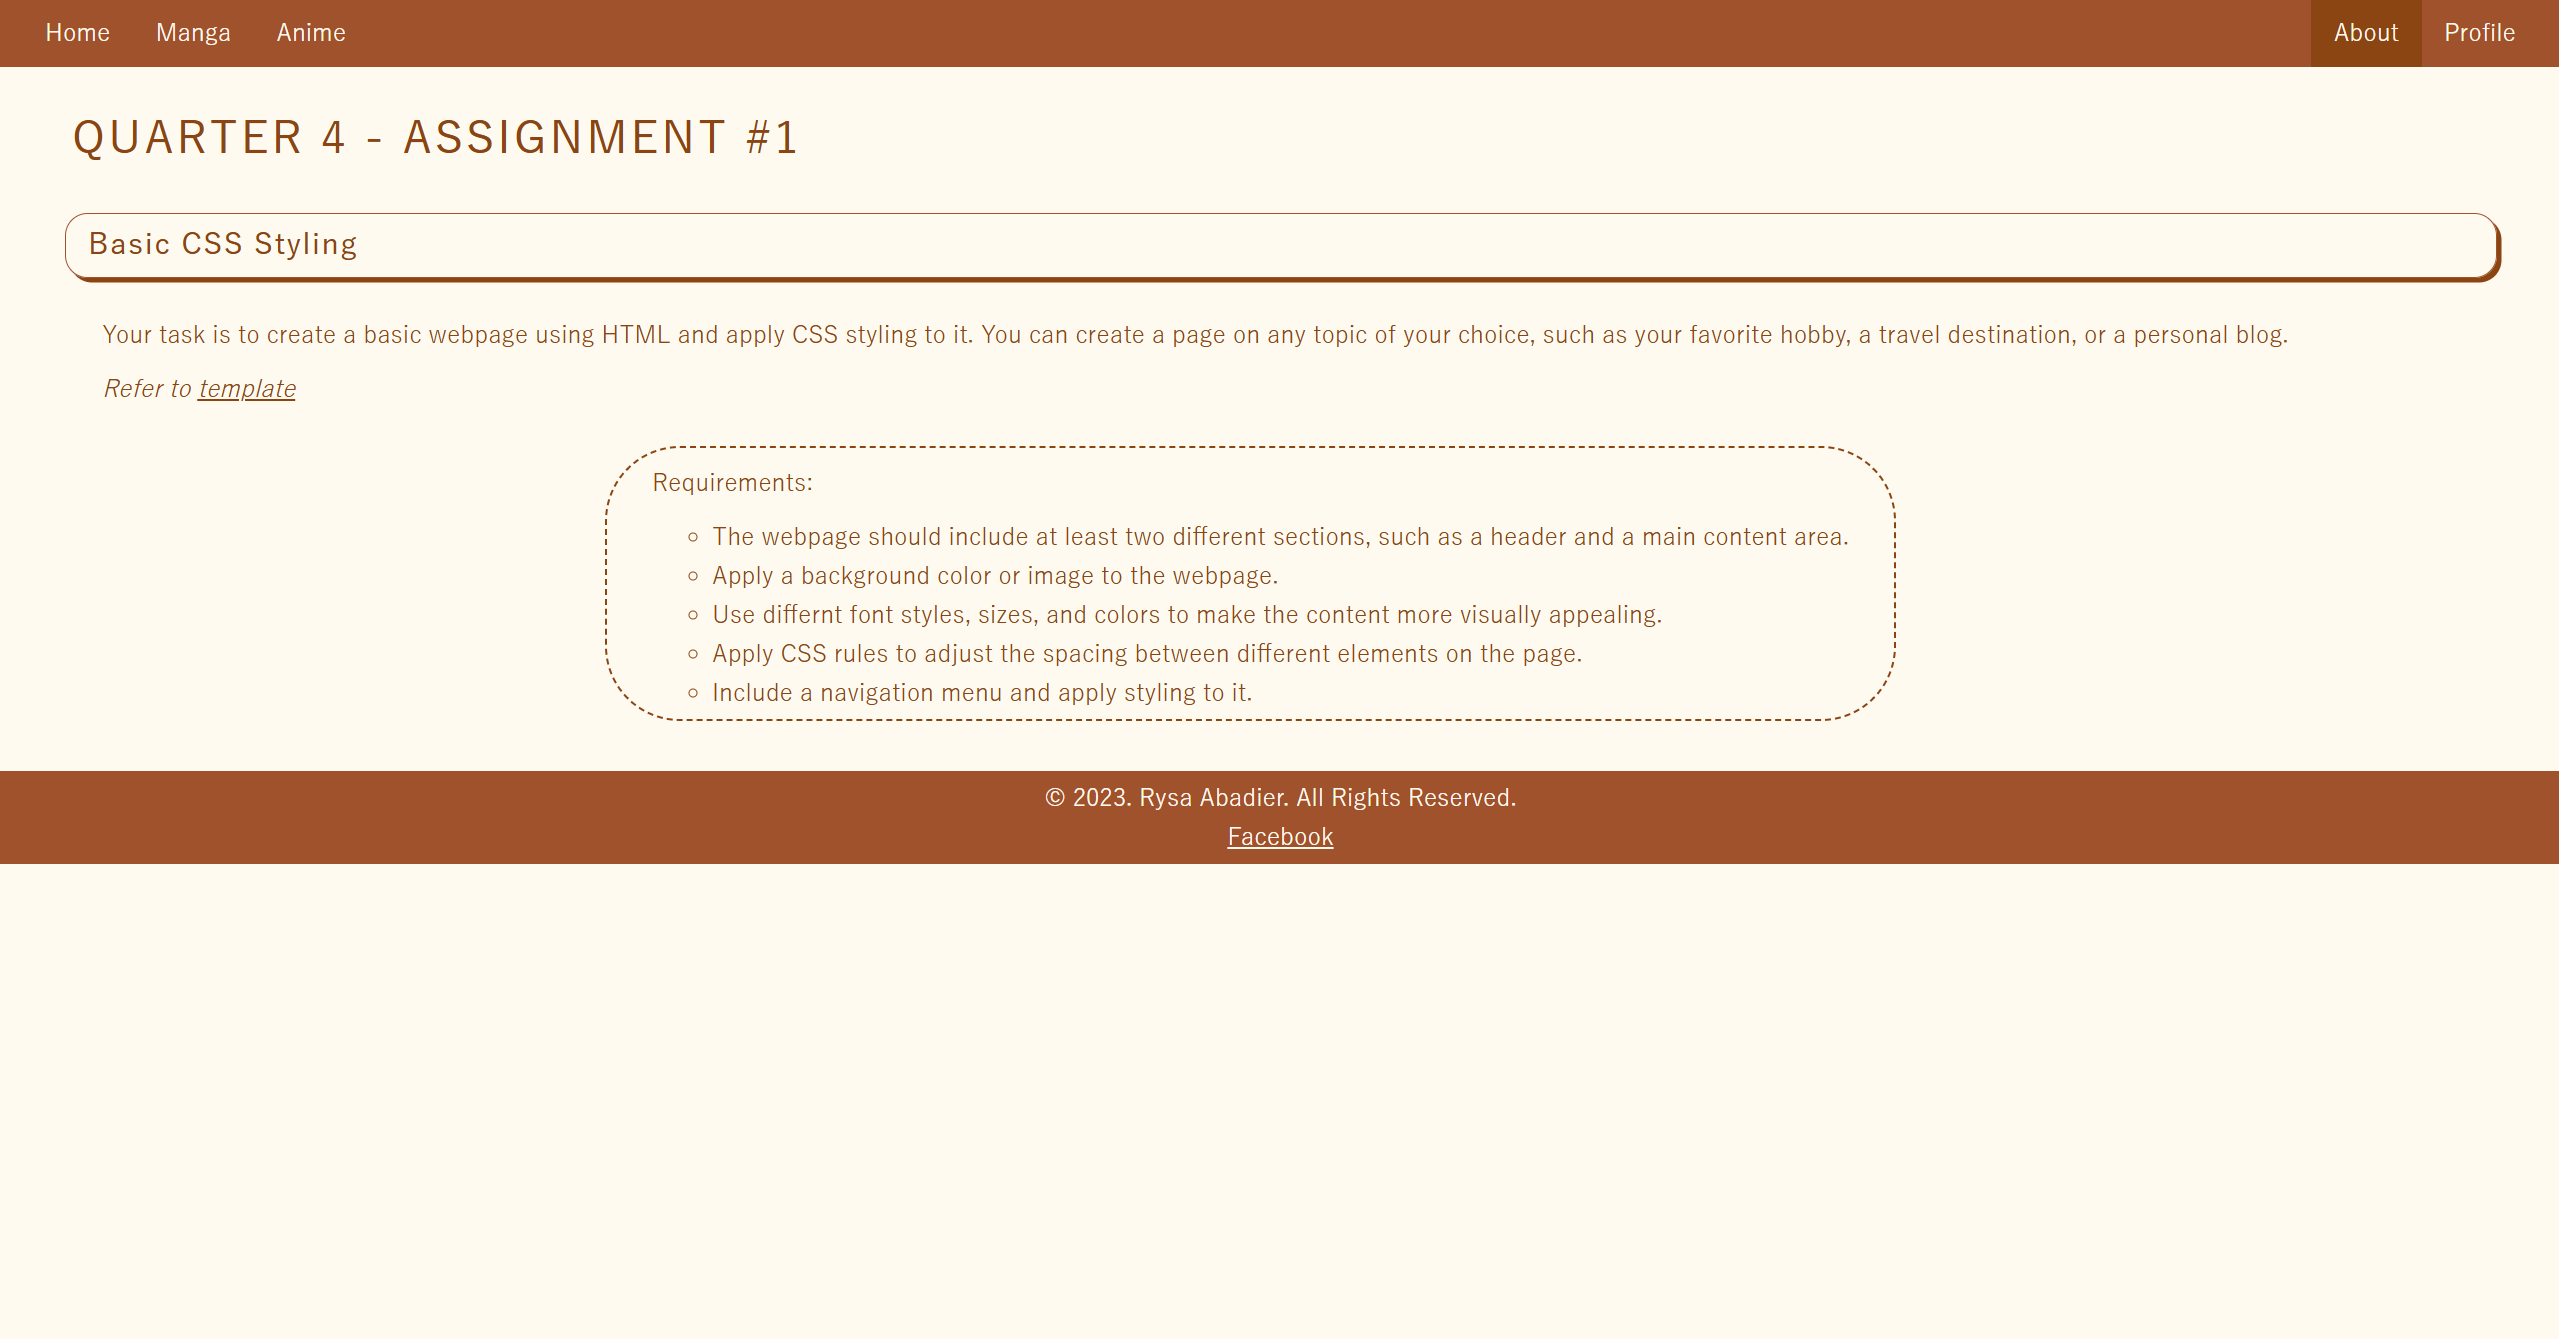 Home Manga Anime About Profile
QUARTER 4 - ASSIGNMENT #1
Basic CSS Styling
Your task is to create a basic webpage using HTML and apply CSS styling to it. You can create a page on any topic of your choice, such as your favorite hobby, a travel destination, or a personal blog.
Refer to template
Requirements:
The webpage should include at least two different sections, such as a header and a main content area.
Apply a background color or image to the webpage.
Use differnt font styles, sizes, and colors to make the content more visually appealing.
Apply CSS rules to adjust the spacing between different elements on the page.
Include a navigation menu and apply styling to it.
© 2023. Rysa Abadier. All Rights Reserved.
Facebook